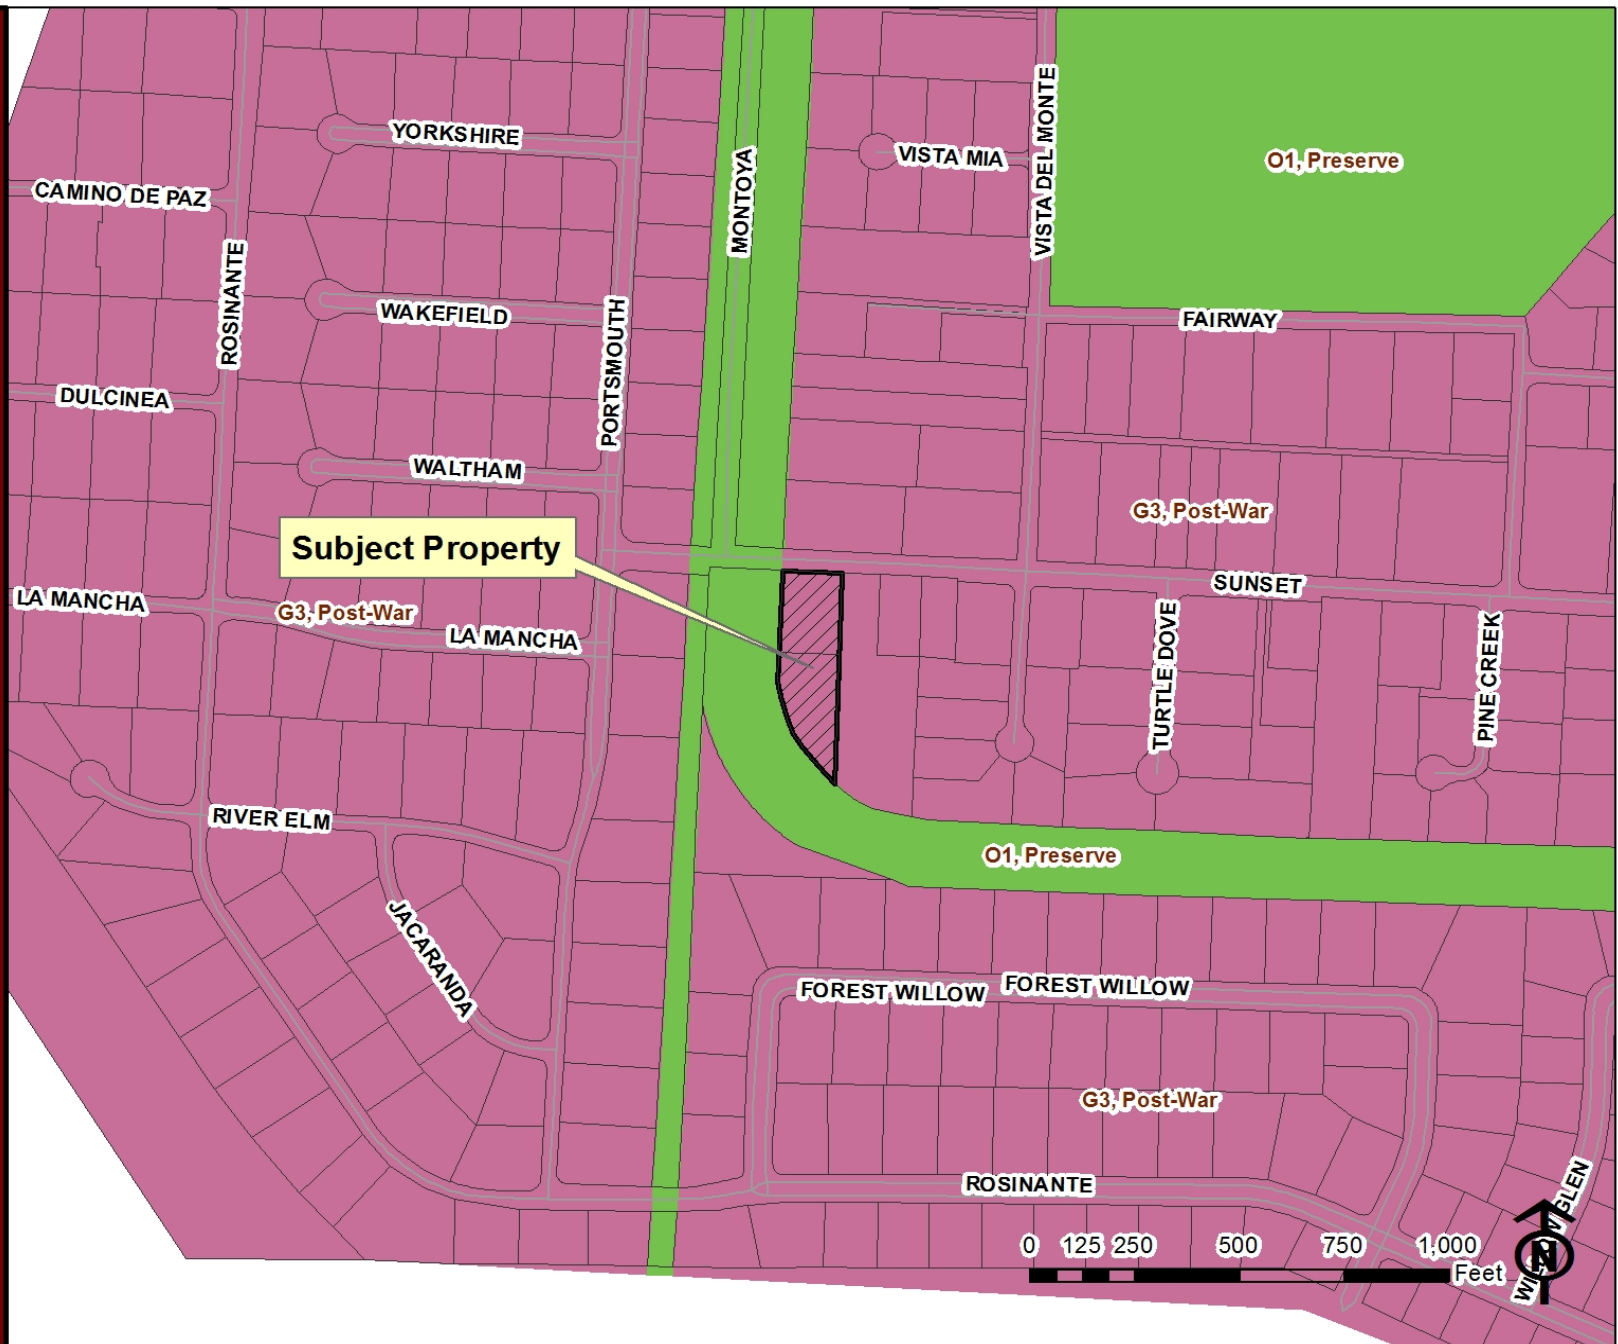 YORKSHIRE
VISTA MIA
VISTA DEL MONTE
O1, Preserve
CAMINO DE PAZ
MONTOYA
ROSINANTE
WAKEFIELD
FAIRWAY
PORTSMOUTH
DULCINEA
WALTHAM
G3, Post-War
Subject Property
SUNSET
LA MANCHA
G3, Post-War
LA MANCHA
TURTLE DOVE
PINE CREEK
RIVER ELM
O1, Preserve
JACARANDA
FOREST WILLOW
FOREST WILLOW
G3, Post-War
ROSINANTE
GLEN
0 125 250 500 750 1,000
Feet
N